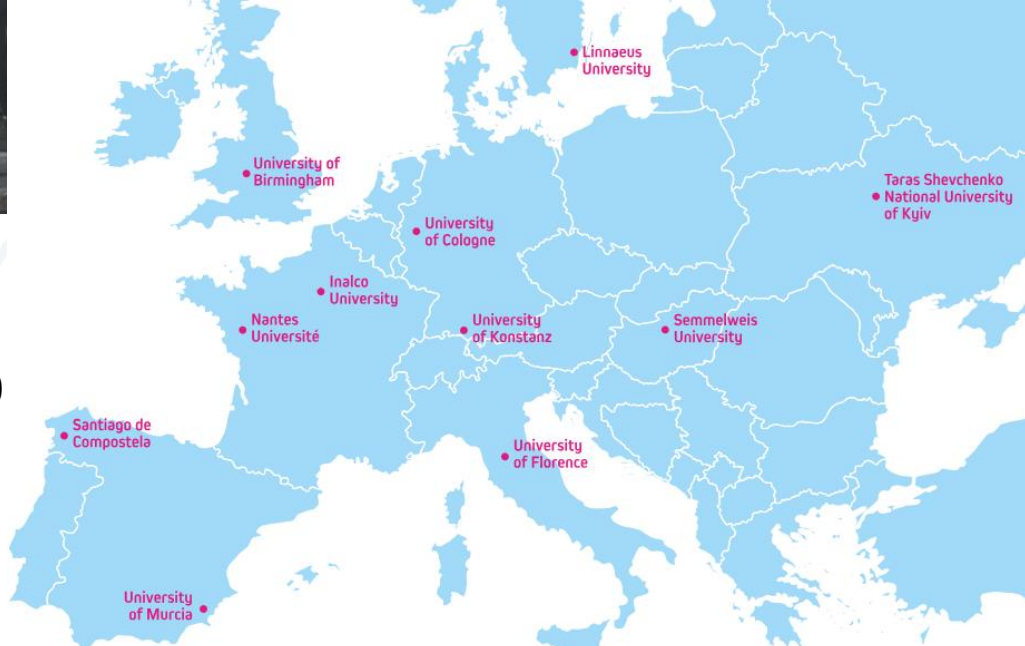 Linnaeus
University
University of
Birmingham
Taras Shevchenko
National University
of Kyiv
University
of Cologne
Inalco
University
Nantes
Université
University
of Konstanz
Semmelweis
University
Santiago de
Compostela
University
of Florence
University
of Murcia